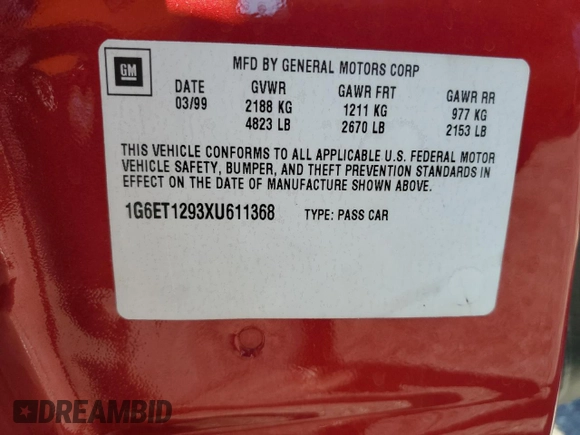 GM
MFD BY GENERAL MOTORS CORP
DATE GVWR GAWR FRT GAWR RR
03/99 2188 KG 1211 KG 977 KG
4823 LB 2670 LB 2153 LB
THIS VEHICLE CONFORMS TO ALL APPLICABLE U.S. FEDERAL MOTOR
VEHICLE SAFETY, BUMPER, AND THEFT PREVENTION STANDARDS IN
EFFECT ON THE DATE OF MANUFACTURE SHOWN ABOVE.
1G6ET1293XU611368 TYPE: PASS CAR
DREAMBID